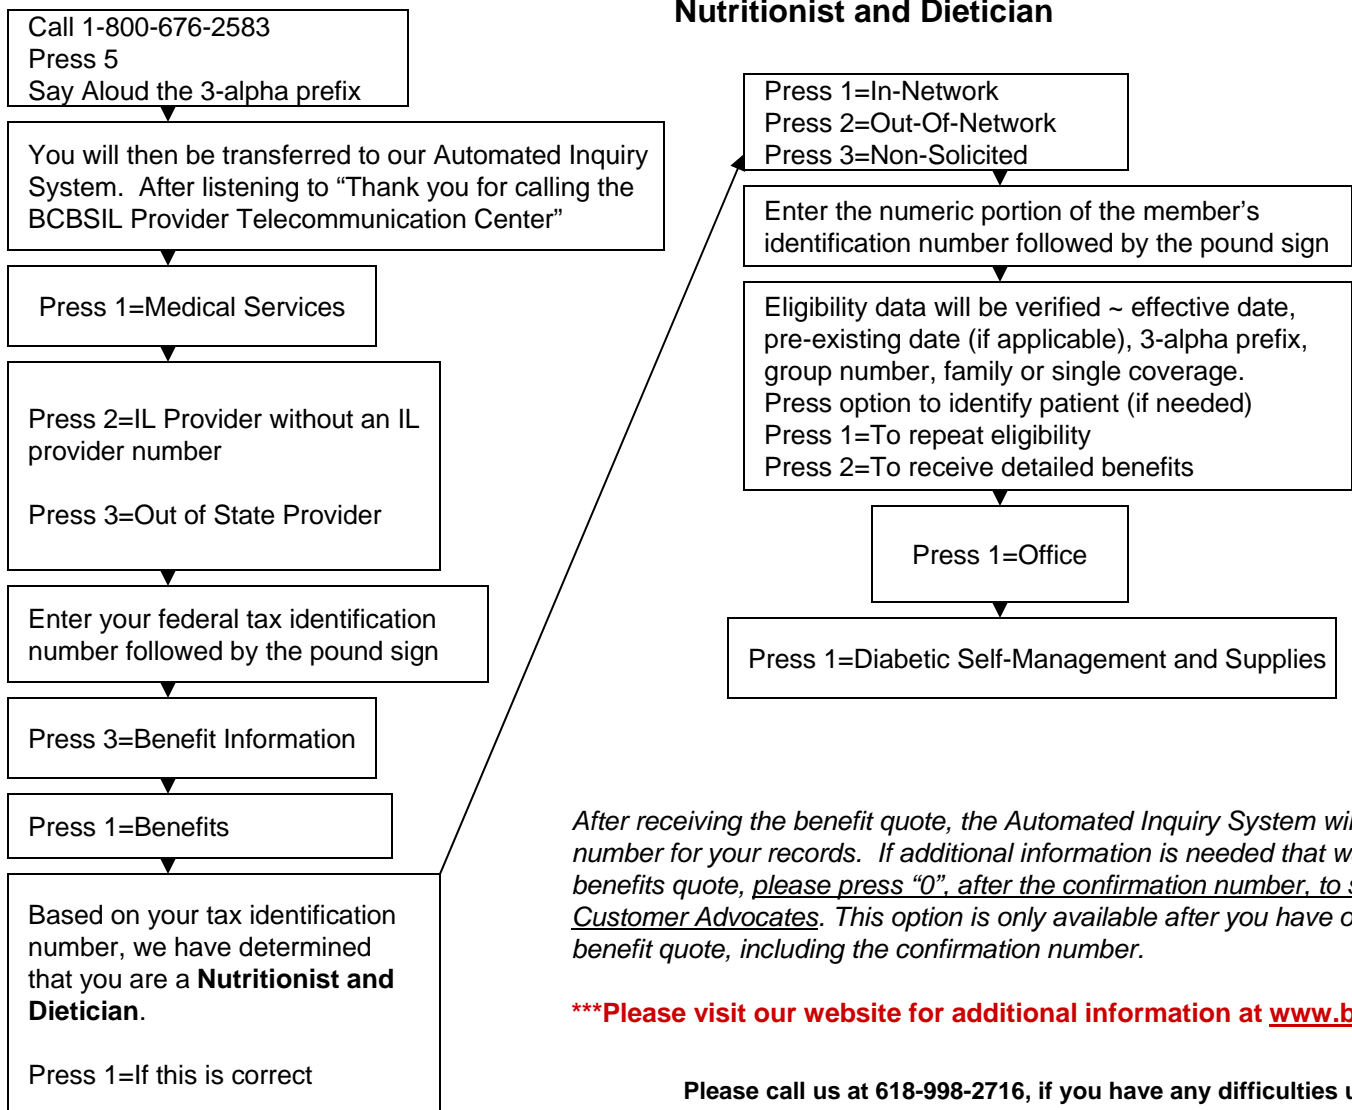 Nutritionist and Dietician
Call 1-800-676-2583
Press 5
Say Aloud the 3-alpha prefix
You will then be transferred to our Automated Inquiry
System.  After listening to “Thank you for calling the
BCBSIL Provider Telecommunication Center”
Press 1=Medical Services
Press 2=IL Provider without an IL
provider number
Press 3=Out of State Provider
Enter your federal tax identification
number followed by the pound sign
Press 3=Benefit Information
Press 1=Benefits
Based on your tax identification
number, we have determined
that you are a Nutritionist and
Dietician.
Press 1=If this is correct
Press 1=In-Network
Press 2=Out-Of-Network
Press 3=Non-Solicited
Enter the numeric portion of the member’s
identification number followed by the pound sign
Eligibility data will be verified ~ effective date,
pre-existing date (if applicable), 3-alpha prefix,
group number, family or single coverage.
Press option to identify patient (if needed)
Press 1=To repeat eligibility
Press 2=To receive detailed benefits
Press 1=Office
Press 1=Diabetic Self-Management and Supplies
After receiving the benefit quote, the Automated Inquiry System
number for your records.  If additional information is needed that
benefits quote, please press “0”, after the confirmation number, to
Customer Advocates. This option is only available after you have
benefit quote, including the confirmation number.
***Please visit our website for additional information at
Please call us at 618-998-2716, if you have any difficulties